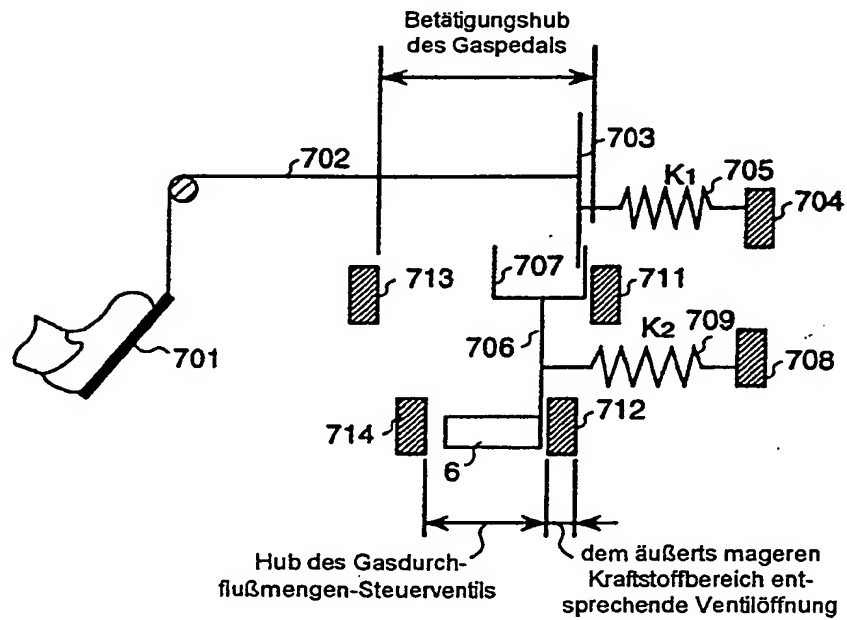 Betätigungshub
des Gaspedals
703
702
K1
705
704
707
713
711
706
K2
709
701
708
714
712
6
Hub des Gasdurch-
flußmengen-Steuerventils
dem äußerts mageren
Kraftstoffbereich ent-
sprechende Ventilöffnung